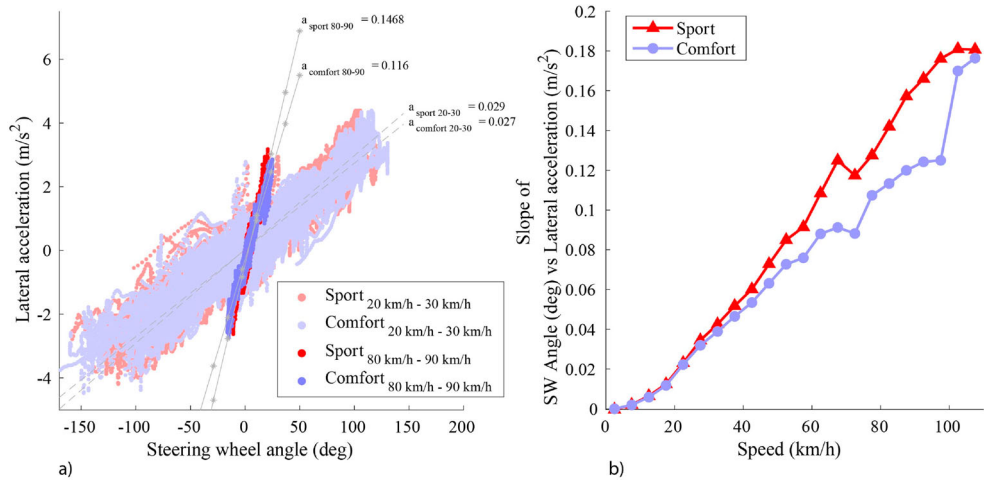 a sport 80-90 = 0.1468
a comfort 80-90 = 0.116
a sport 20-30 = 0.029
a comfort 20-30 = 0.027
6
4
2
0
-2
-4
Lateral acceleration (m/s²)
Sport 20 km/h - 30 km/h
Comfort 20 km/h - 30 km/h
Sport 80 km/h - 90 km/h
Comfort 80 km/h - 90 km/h
-150 -100 -50 0 50 100 150 200
Steering wheel angle (deg)
a)
Sport
Comfort
0.2
0.18
0.16
0.14
0.12
0.1
0.08
0.06
0.04
0.02
0
Slope of
SW Angle (deg) vs Lateral acceleration (m/s²)
0 20 40 60 80 100
Speed (km/h)
b)